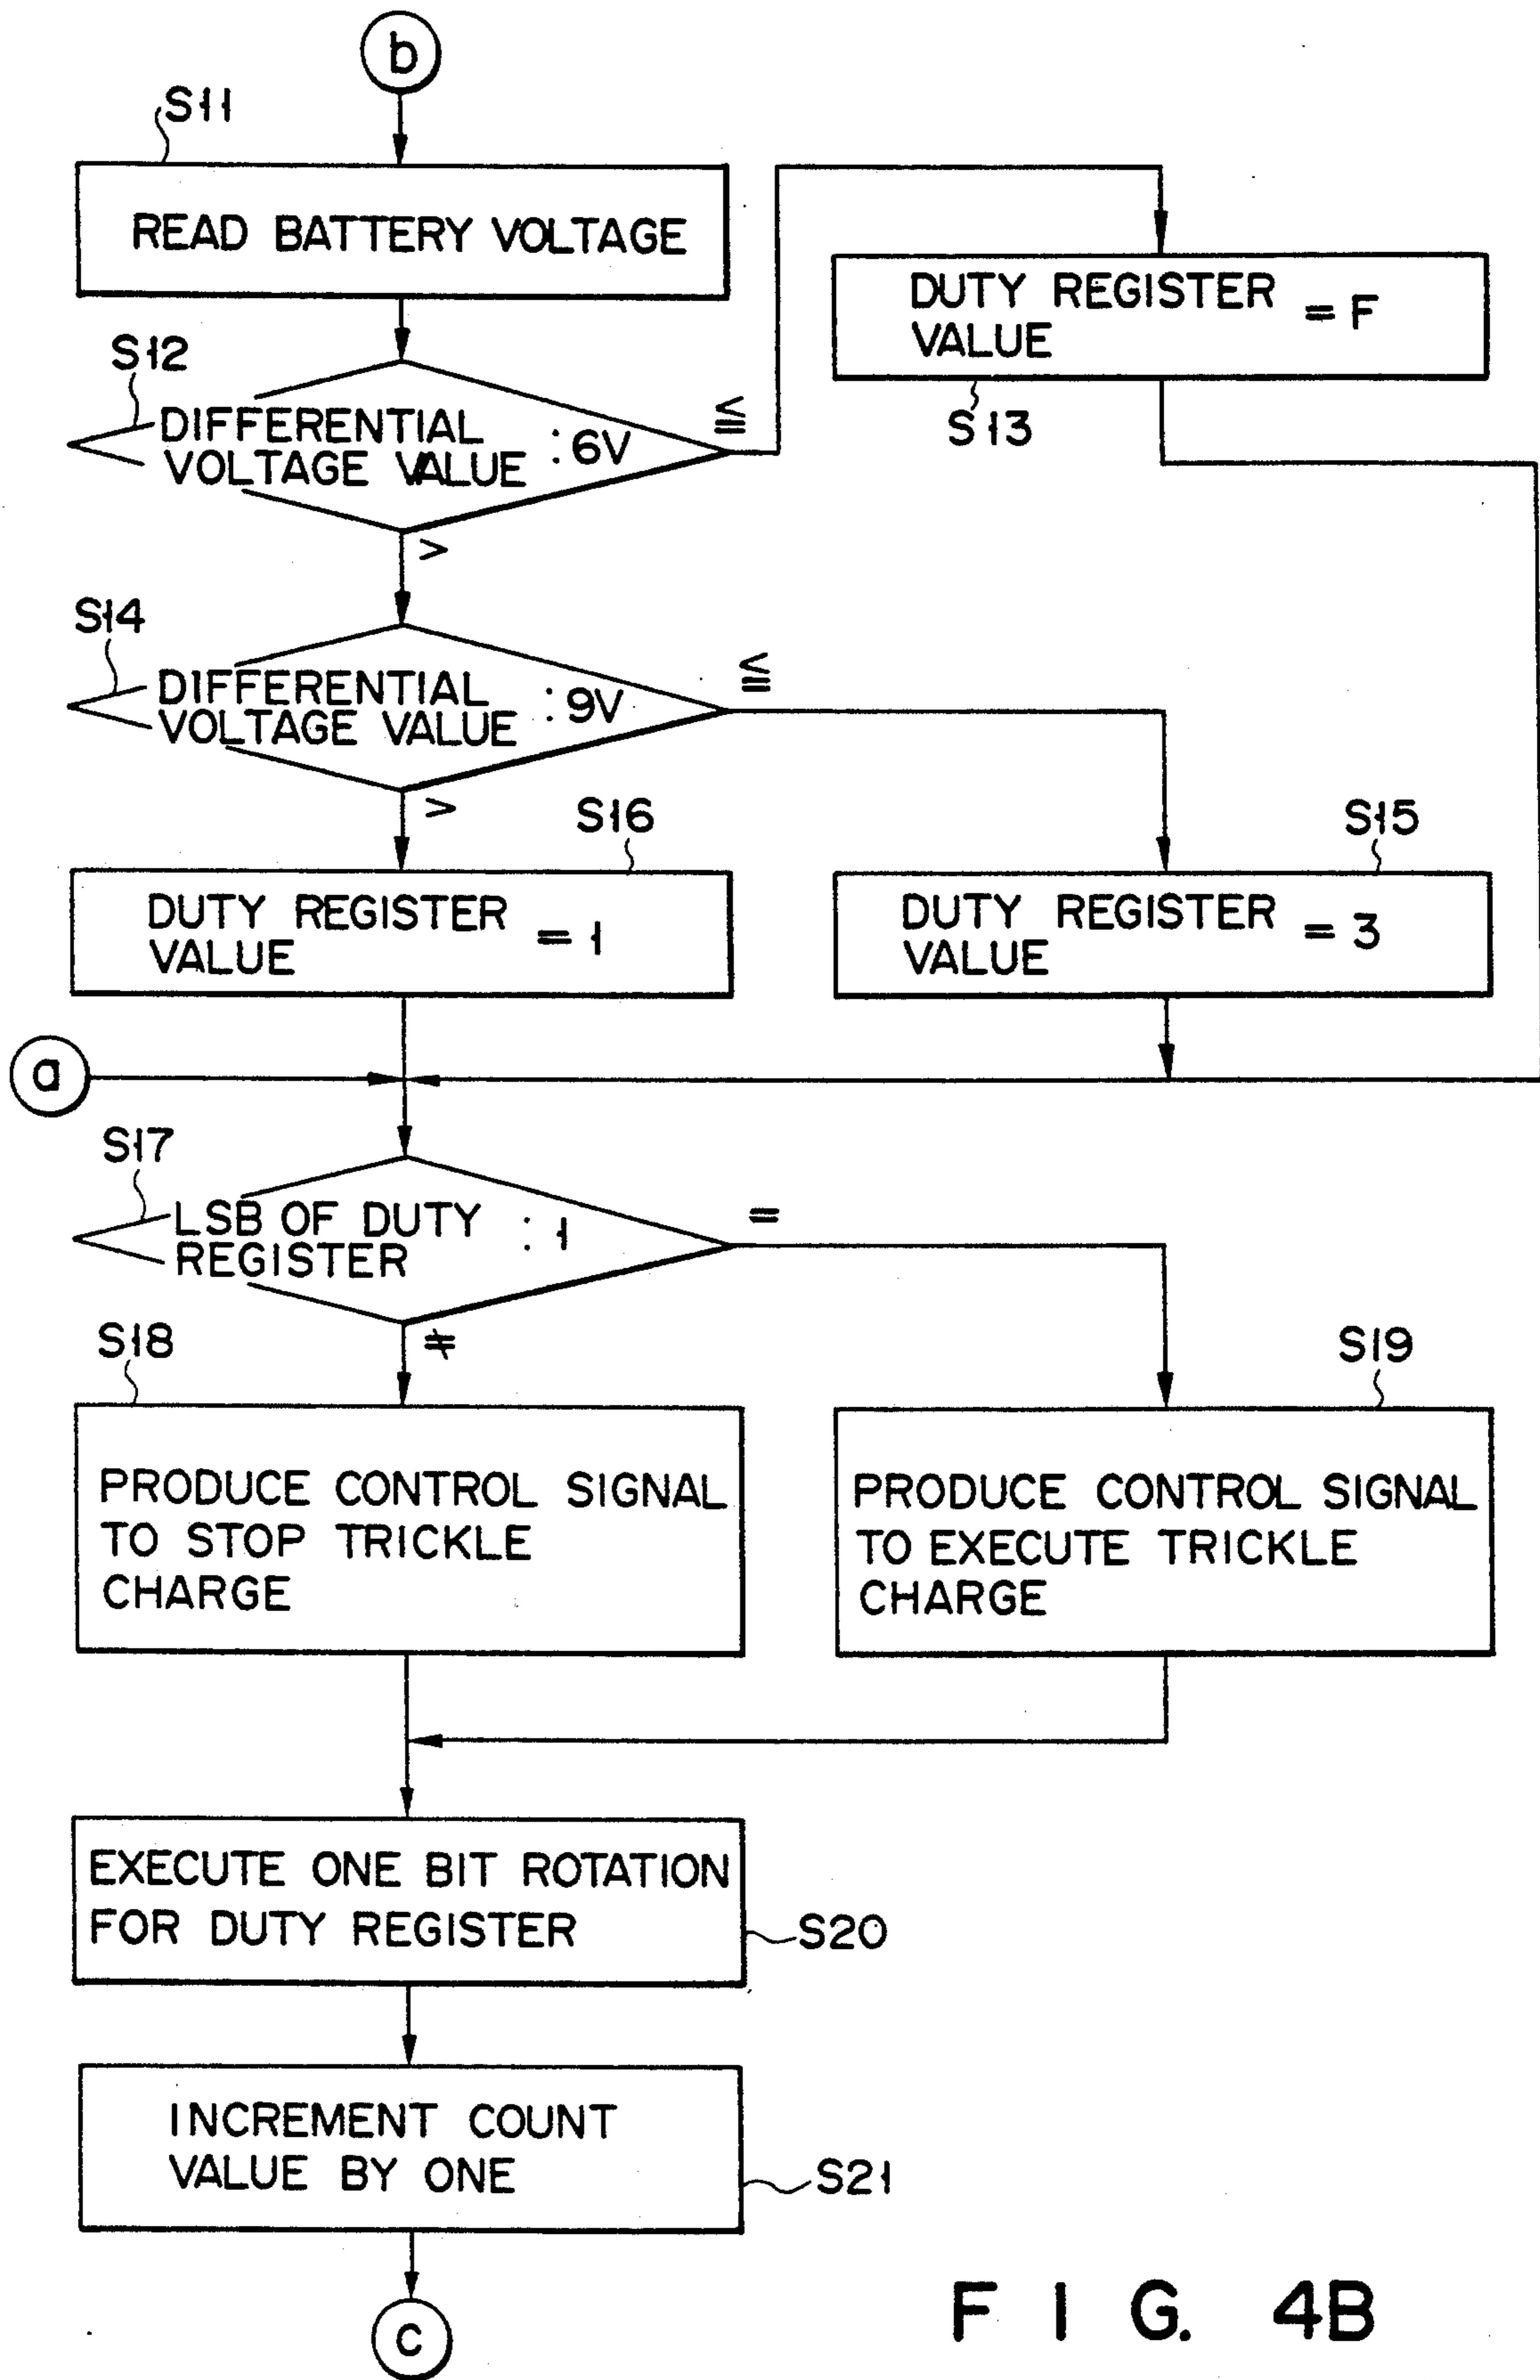 b
S11
READ BATTERY VOLTAGE
S12
DIFFERENTIAL
VOLTAGE VALUE : 6V
≦
>
DUTY REGISTER
VALUE = F
S13
S14
DIFFERENTIAL
VOLTAGE VALUE : 9V
≦
>
S16
DUTY REGISTER
VALUE = 1
S15
DUTY REGISTER
VALUE = 3
a
S17
LSB OF DUTY
REGISTER : 1
=
≠
S18
PRODUCE CONTROL SIGNAL
TO STOP TRICKLE
CHARGE
S19
PRODUCE CONTROL SIGNAL
TO EXECUTE TRICKLE
CHARGE
EXECUTE ONE BIT ROTATION
FOR DUTY REGISTER
S20
INCREMENT COUNT
VALUE BY ONE
S21
c
FIG. 4B